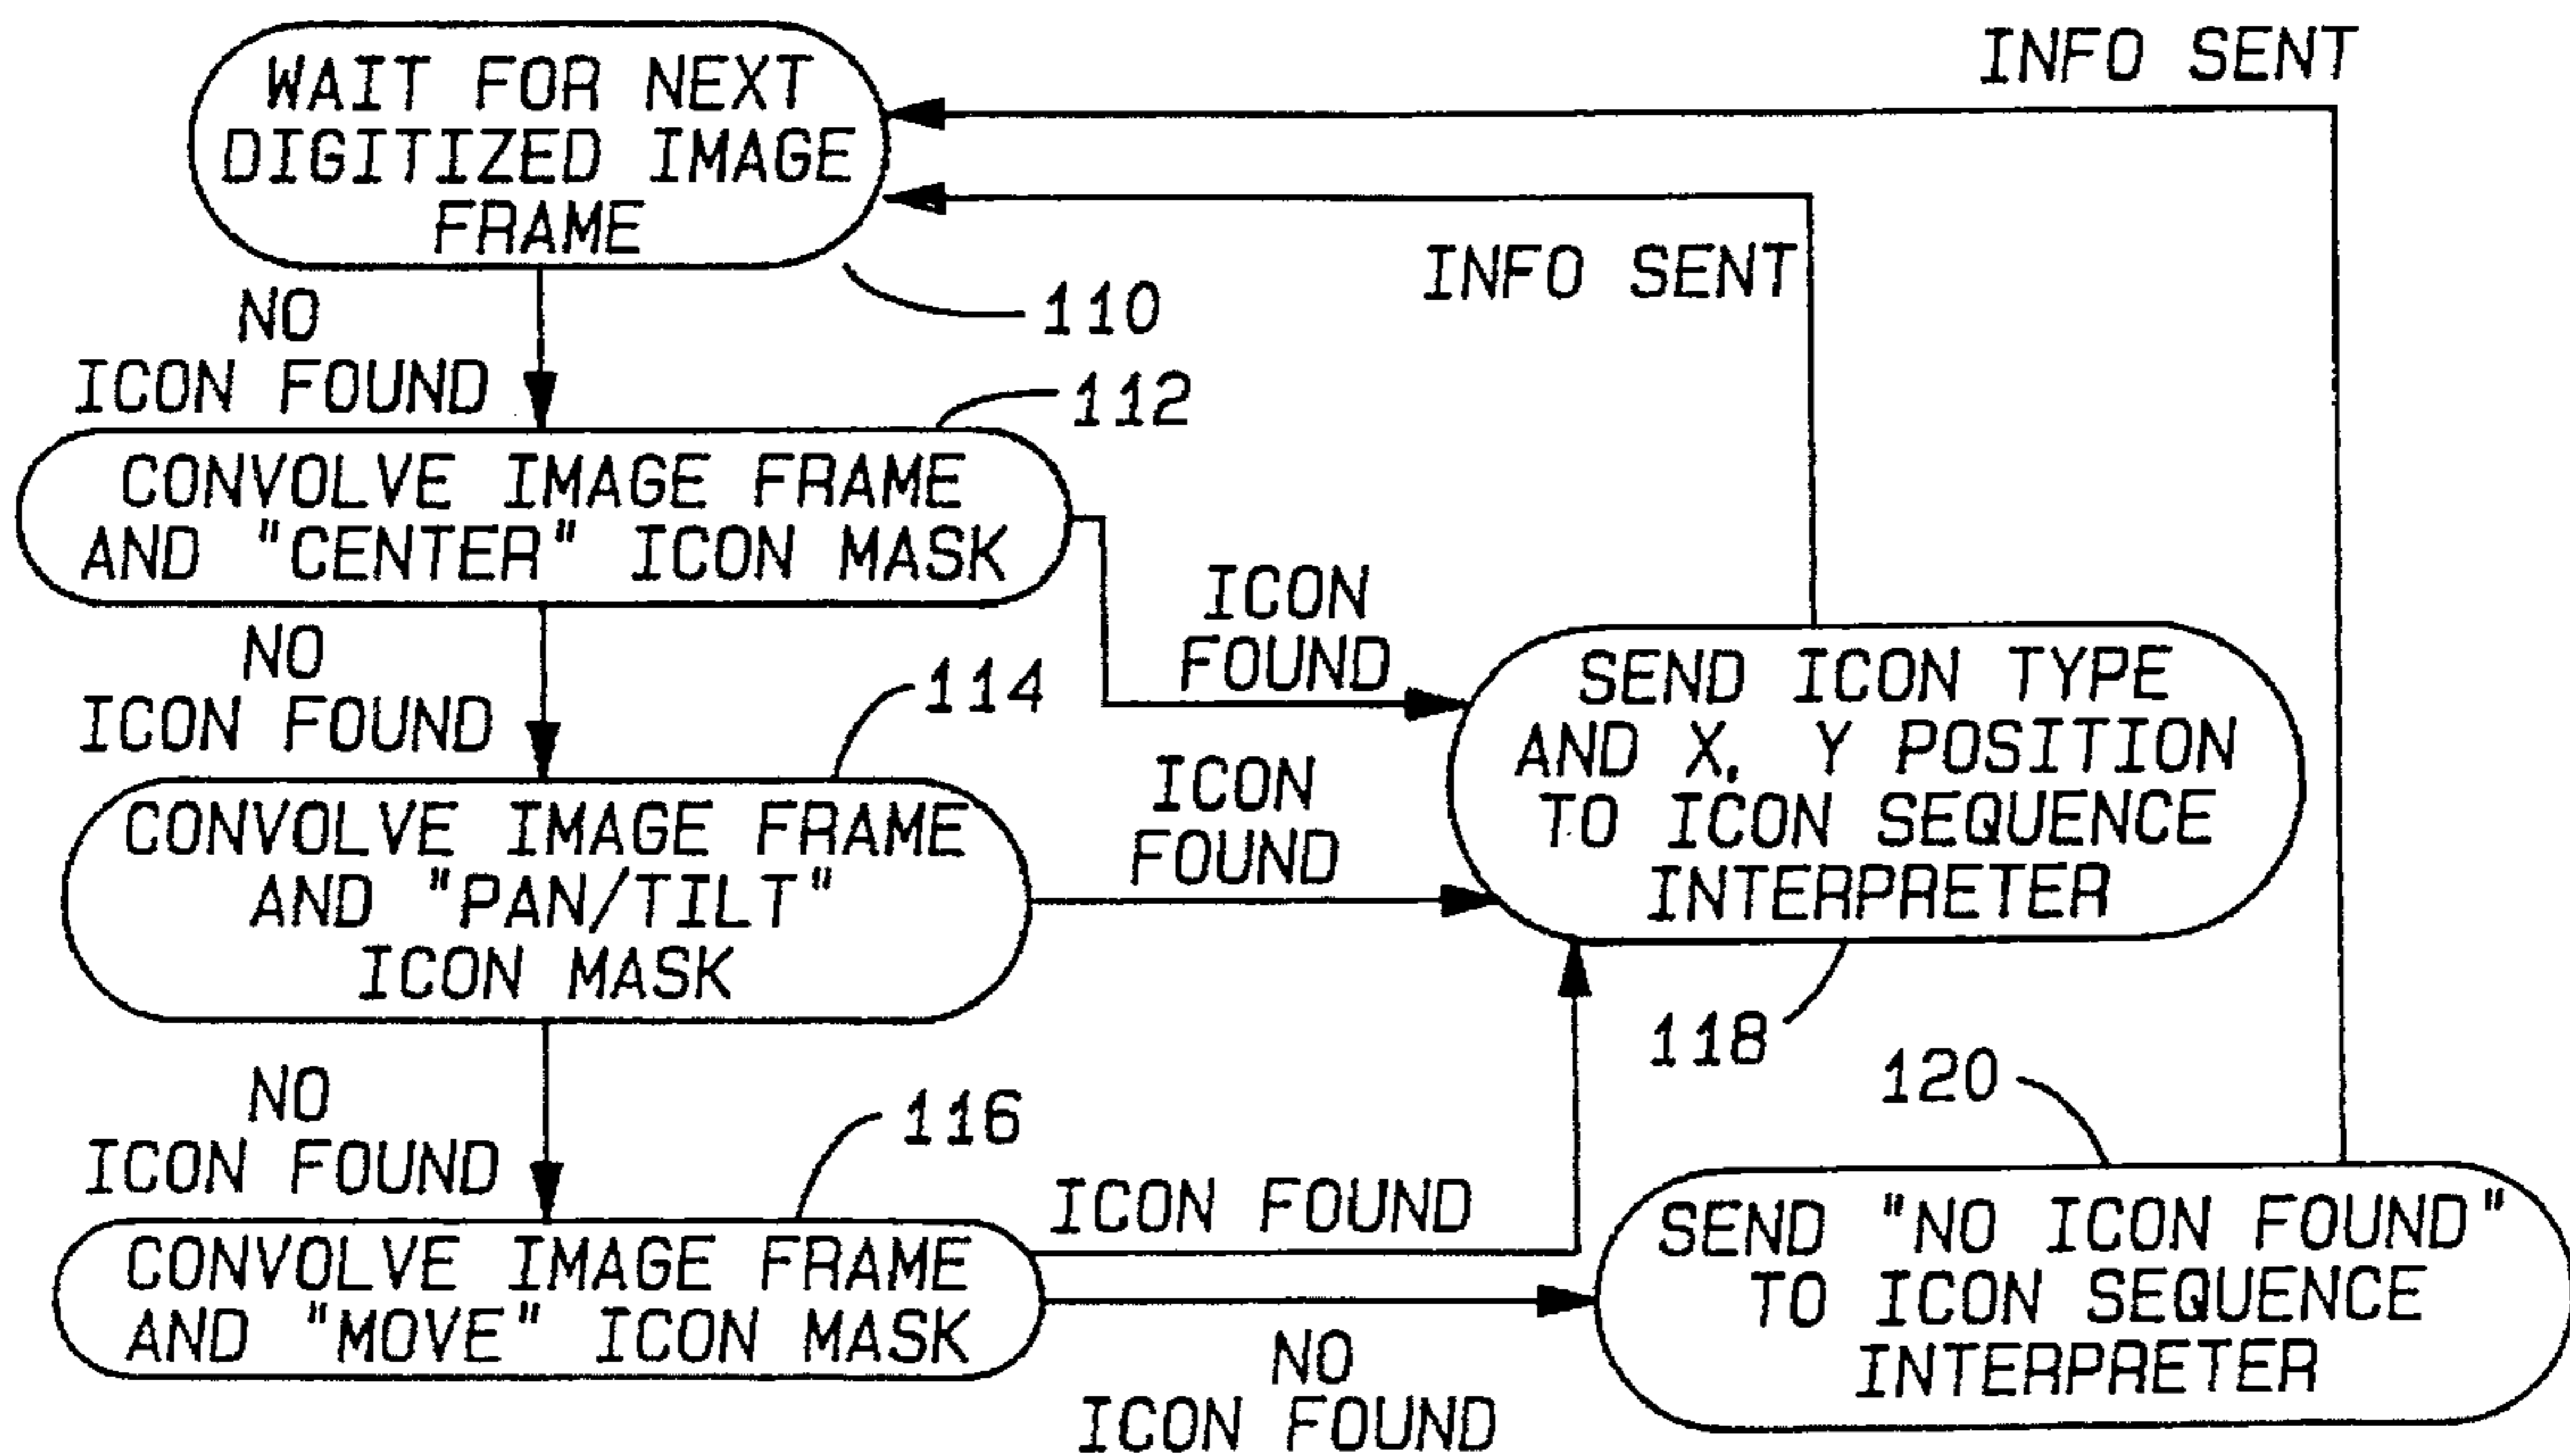 WAIT FOR NEXT
DIGITIZED IMAGE
FRAME
INFO SENT
INFO SENT
110
NO
ICON FOUND
112
CONVOLVE IMAGE FRAME
AND "CENTER" ICON MASK
NO
ICON FOUND
ICON
FOUND
114
CONVOLVE IMAGE FRAME
AND "PAN/TILT"
ICON MASK
ICON
FOUND
SEND ICON TYPE
AND X, Y POSITION
TO ICON SEQUENCE
INTERPRETER
118
NO
ICON FOUND
116
CONVOLVE IMAGE FRAME
AND "MOVE" ICON MASK
ICON FOUND
NO
ICON FOUND
120
SEND "NO ICON FOUND"
TO ICON SEQUENCE
INTERPRETER